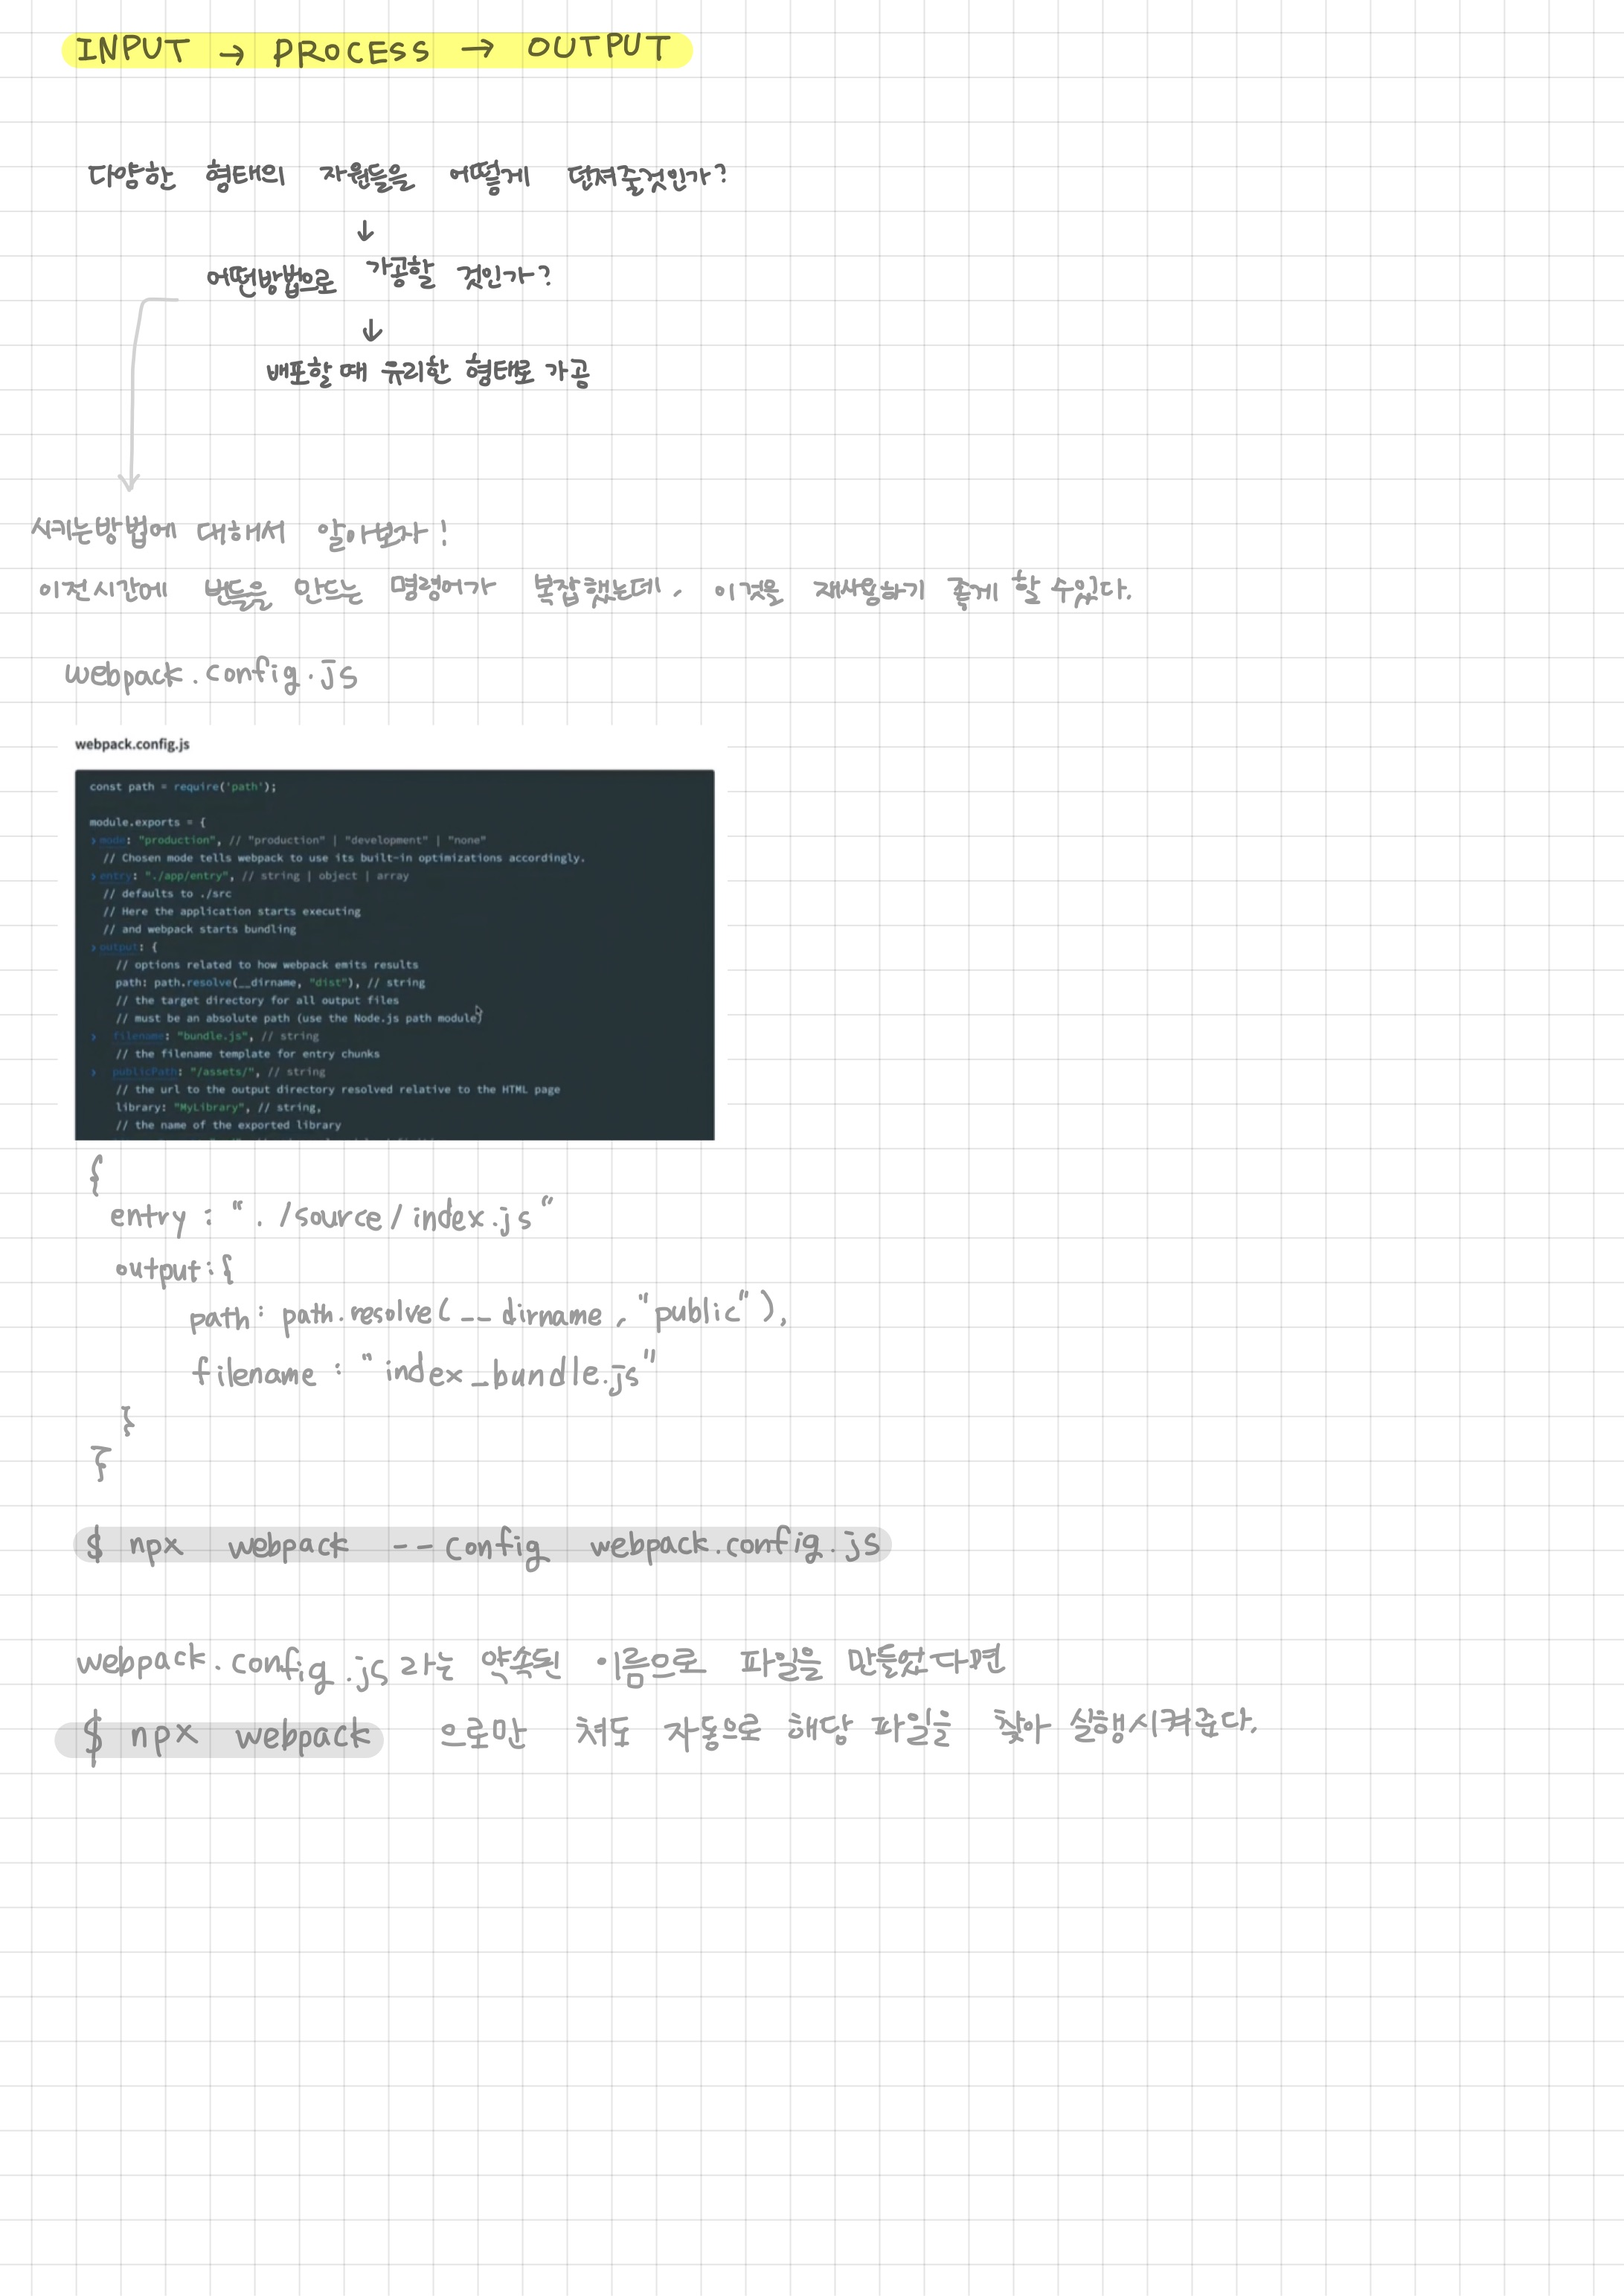 INPUT → PROCESS → OUTPUT
다양한 형태의 자원들을 어떻게 던져줄것인가?
↓
어떤방법으로 가공할 것인가?
↓
배포할 때 유리한 형태로 가공
시키는방법에 대해서 알아보자!
이전시간에 번들을 만드는 명령어가 복잡했는데, 이것을 재사용하기 좋게 할 수있다.
webpack.config.js
webpack.config.js
const path = require('path');
module.exports = {
› mode: "production", // "production" | "development" | "none"
// Chosen mode tells webpack to use its built-in optimizations accordingly.
› entry: "./app/entry", // string | object | array
// defaults to ./src
// Here the application starts executing
// and webpack starts bundling
› output: {
// options related to how webpack emits results
path: path.resolve(__dirname, "dist"), // string
// the target directory for all output files
// must be an absolute path (use the Node.js path module)
› filename: "bundle.js", // string
// the filename template for entry chunks
› publicPath: "/assets/", // string
// the url to the output directory resolved relative to the HTML page
library: "MyLibrary", // string,
// the name of the exported library
{
entry : "./source/index.js"
output:{
path: path.resolve(__dirname, "public"),
filename : "index_bundle.js"
}
}
$ npx webpack --config webpack.config.js
webpack.config.js 라는 약속된 이름으로 파일을 만들었다면
$ npx webpack 으로만 쳐도 자동으로 해당 파일을 찾아 실행시켜준다.